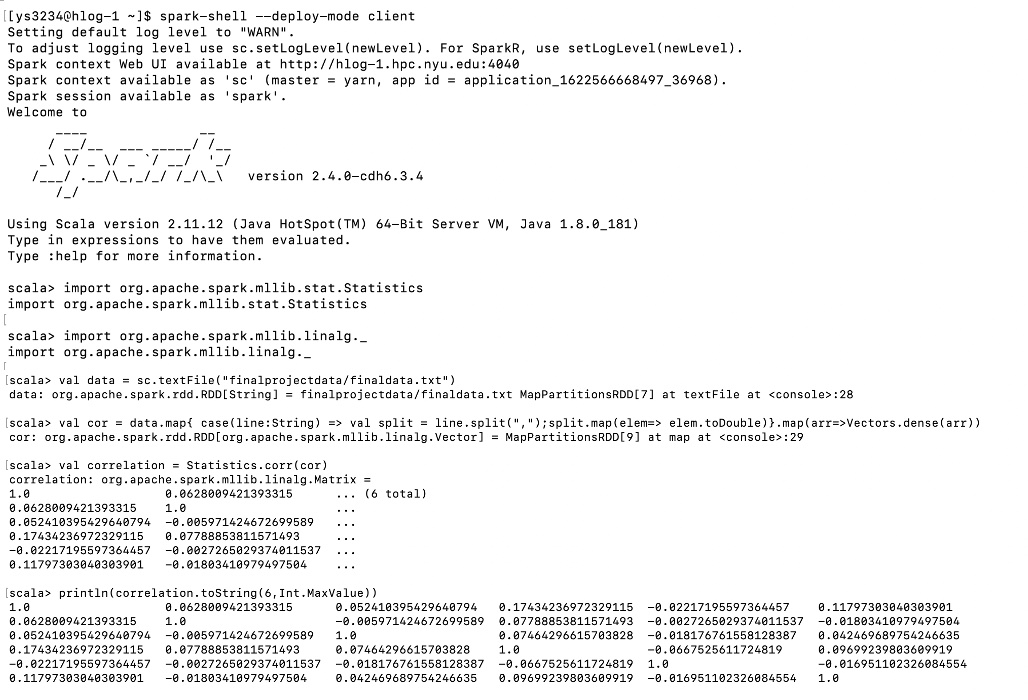 [[ys3234@hlog-1 ~]$ spark-shell --deploy-mode client
Setting default log level to "WARN".
To adjust logging level use sc.setLogLevel(newLevel). For SparkR, use setLogLevel(newLevel).
Spark context Web UI available at http://hlog-1.hpc.nyu.edu:4040
Spark context available as 'sc' (master = yarn, app id = application_1622566668497_36968).
Spark session available as 'spark'.
Welcome to
      ____              __
     / __/__  ___ _____/ /__
    _\ \/ _ \/ _ `/ __/  '_/
   /___/ .__/\_,_/_/ /_/\_\   version 2.4.0-cdh6.3.4
      /_/
Using Scala version 2.11.12 (Java HotSpot(TM) 64-Bit Server VM, Java 1.8.0_181)
Type in expressions to have them evaluated.
Type :help for more information.
scala> import org.apache.spark.mllib.stat.Statistics
import org.apache.spark.mllib.stat.Statistics
[
scala> import org.apache.spark.mllib.linalg._
import org.apache.spark.mllib.linalg._
[scala> val data = sc.textFile("finalprojectdata/finaldata.txt")
data: org.apache.spark.rdd.RDD[String] = finalprojectdata/finaldata.txt MapPartitionsRDD[7] at textFile at <console>:28
[scala> val cor = data.map{ case(line:String) => val split = line.split(",");split.map(elem=> elem.toDouble)}.map(arr=>Vectors.dense(arr))
cor: org.apache.spark.rdd.RDD[org.apache.spark.mllib.linalg.Vector] = MapPartitionsRDD[9] at map at <console>:29
[scala> val correlation = Statistics.corr(cor)
correlation: org.apache.spark.mllib.linalg.Matrix =
1.0                    0.0628009421393315      ... (6 total)
0.0628009421393315     1.0                     ...
0.052410395429640794   -0.005971424672699589   ...
0.17434236972329115    0.07788853811571493     ...
-0.02217195597364457   -0.0027265029374011537  ...
0.11797303040303901    -0.01803410979497504    ...
[scala> println(correlation.toString(6,Int.MaxValue))
1.0                    0.0628009421393315      0.052410395429640794   0.17434236972329115   -0.02217195597364457    0.11797303040303901
0.0628009421393315     1.0                     -0.005971424672699589  0.07788853811571493   -0.0027265029374011537  -0.01803410979497504
0.052410395429640794   -0.005971424672699589   1.0                    0.07464296615703828   -0.018176761558128387   0.042469689754246635
0.17434236972329115    0.07788853811571493     0.07464296615703828    1.0                   -0.0667525611724819     0.09699239803609919
-0.02217195597364457   -0.0027265029374011537  -0.018176761558128387  -0.0667525611724819   1.0                     -0.016951102326084554
0.11797303040303901    -0.01803410979497504    0.042469689754246635   0.09699239803609919   -0.016951102326084554   1.0